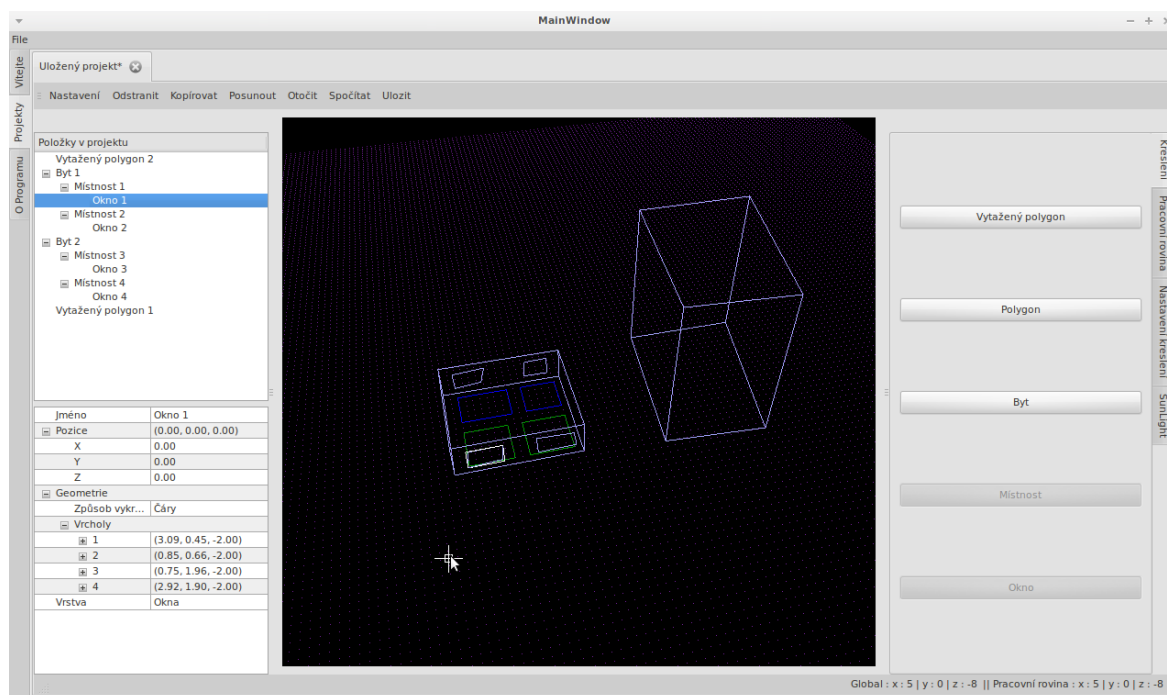 MainWindow
File
Vítejte
Projekty
O Programu
Uložený projekt*
Nastavení Odstranit Kopírovat Posunout Otočit Spočítat Ulozit
Položky v projektu
Vytažený polygon 2
Byt 1
Místnost 1
Okno 1
Místnost 2
Okno 2
Byt 2
Místnost 3
Okno 3
Místnost 4
Okno 4
Vytažený polygon 1
Jméno Okno 1
Pozice (0.00, 0.00, 0.00)
X 0.00
Y 0.00
Z 0.00
Geometrie
Způsob vykr... Čáry
Vrcholy
1 (3.09, 0.45, -2.00)
2 (0.85, 0.66, -2.00)
3 (0.75, 1.96, -2.00)
4 (2.92, 1.90, -2.00)
Vrstva Okna
Vytažený polygon
Polygon
Byt
Místnost
Okno
Kreslení
Pracovní rovina
Nastavení kreslení
SunLight
Global : x : 5 | y : 0 | z : -8 || Pracovní rovina : x : 5 | y : 0 | z : -8